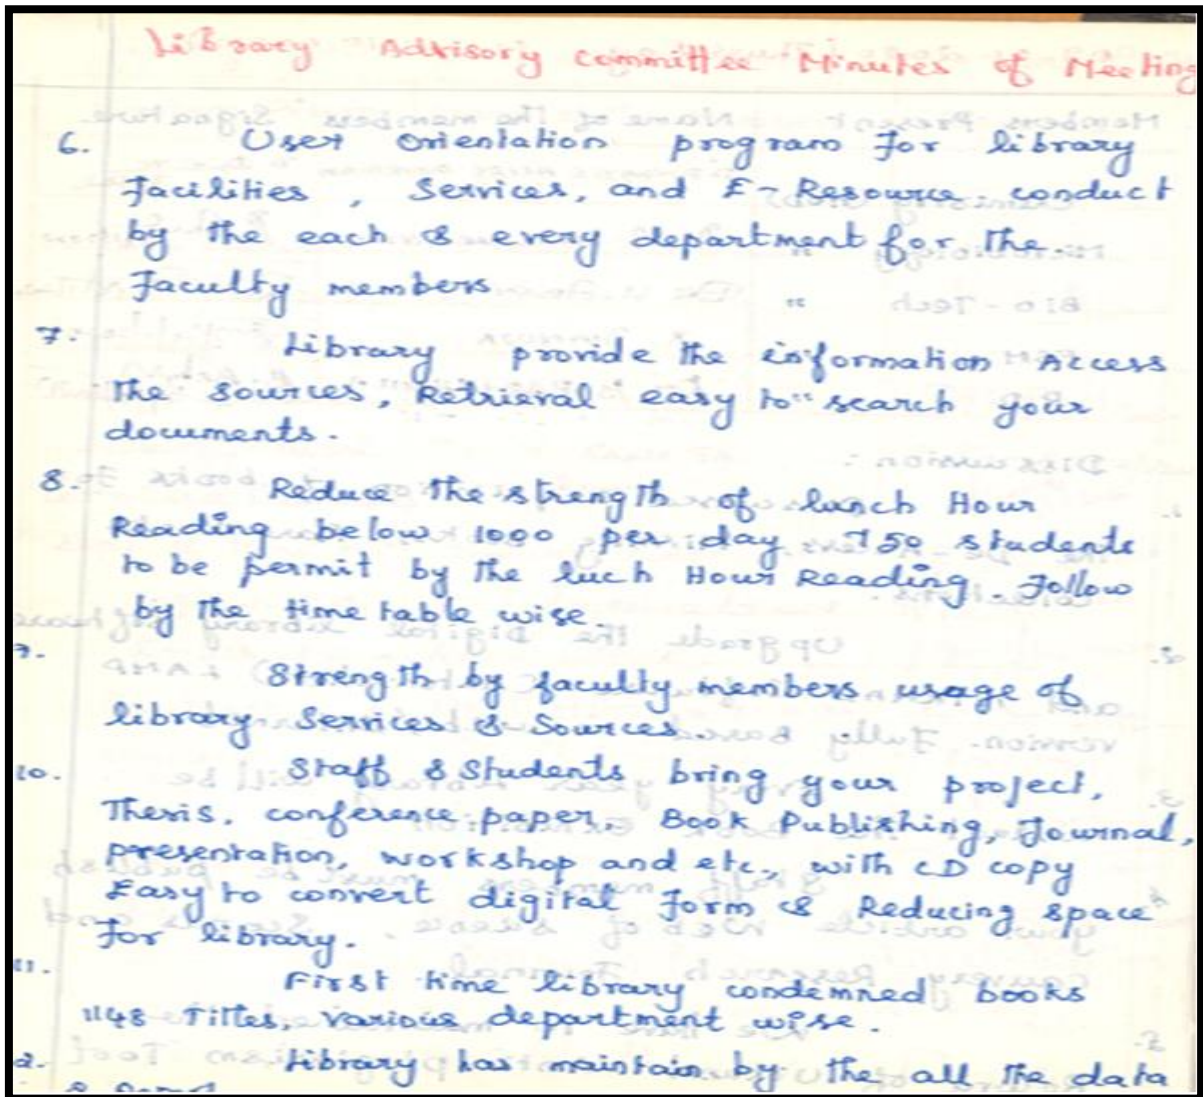 Library Advisory Committee Minutes of Meeting
6. User Orientation program for library
Facilities, Services, and E-Resource conduct
by the each & every department for the.
Faculty members
7. Library provide the information Access
the sources, Retrieval easy to search your
documents.
8. Reduce the strength of lunch Hour
Reading below 1000 per day 750 students
to be permit by the luch Hour Reading. Follow
by the time table wise.
9.
Strength by faculty members usage of
library Services & Sources.
10. Staff & Students bring your project,
Thesis, conference paper, Book Publishing, Journal,
presentation, workshop and etc., with CD copy
Easy to convert digital form & Reducing space
for library.
11. First time library condemned books
1148 Titles, various department wise.
Library has maintain by the all the data